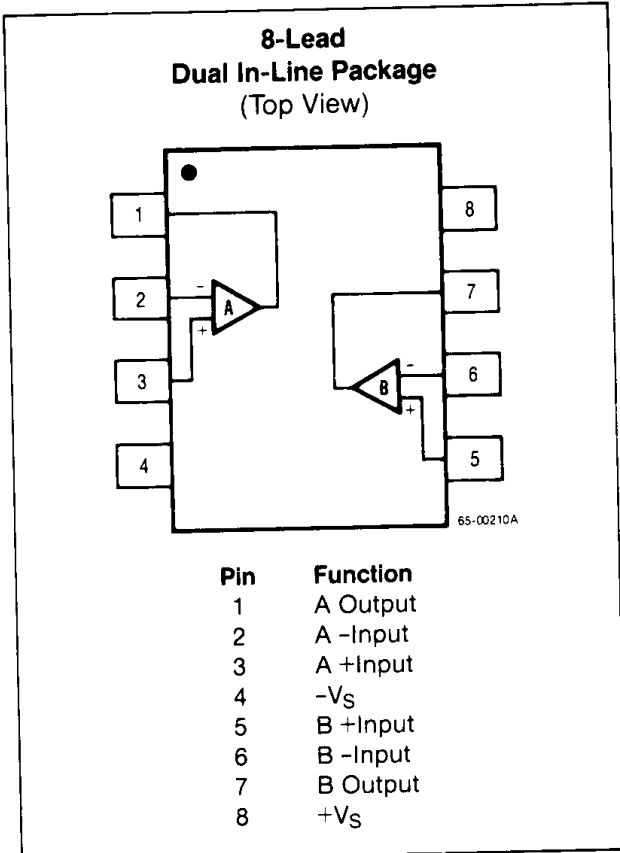 8-Lead
Dual In-Line Package
(Top View)
1
8
2
-
A
+
7
3
-
6
B
+
4
5
65-00210A
Pin Function
1 A Output
2 A -Input
3 A +Input
4 -VS
5 B +Input
6 B -Input
7 B Output
8 +VS